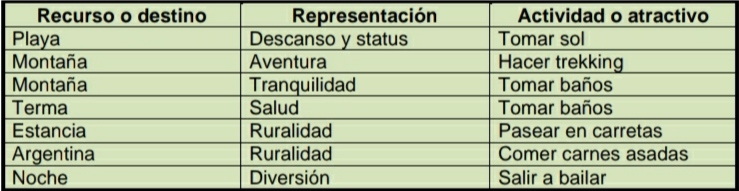 Recurso o destino Representación Actividad o atractivo
Playa Descanso y status Tomar sol
Montaña Aventura Hacer trekking
Montaña Tranquilidad Tomar baños
Terma Salud Tomar baños
Estancia Ruralidad Pasear en carretas
Argentina Ruralidad Comer carnes asadas
Noche Diversión Salir a bailar